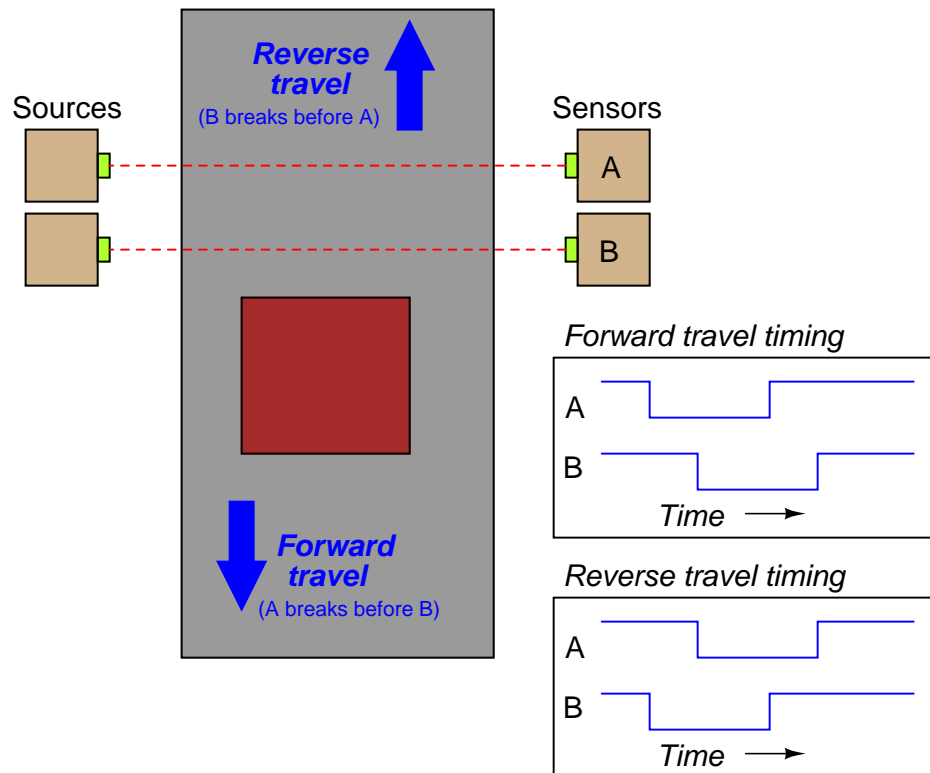 Reverse
travel
(B breaks before A)
Sources
Sensors
A
B
Forward travel timing
A
B
Time
Forward
travel
(A breaks before B)
Reverse travel timing
A
B
Time